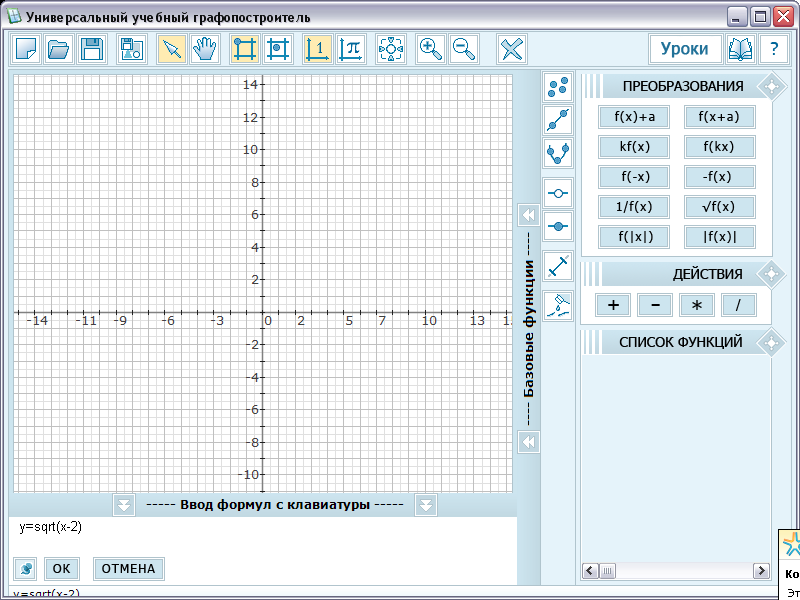 Универсальный учебный графопостроитель
1 π Уроки ?
ПРЕОБРАЗОВАНИЯ
f(x)+a f(x+a)
kf(x) f(kx)
f(-x) -f(x)
1/f(x) √f(x)
f(|x|) |f(x)|
ДЕЙСТВИЯ
+ - * /
СПИСОК ФУНКЦИЙ
14
12
10
8
6
4
2
-14 -11 -9 -6 -3 0 2 5 7 10 13
-2
-4
-6
-8
-10
---- Базовые функции ----
----- Ввод формул с клавиатуры -----
y=sqrt(x-2)
OK ОТМЕНА
y=sqrt(x-2)
Ко
Эт